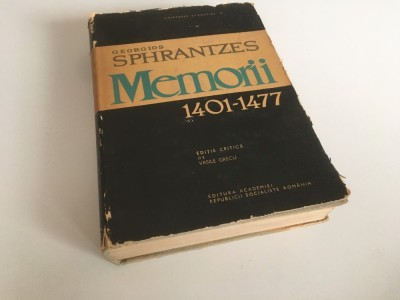 GEORGIOS
SPHRANTZES
Memorii
1401-1477
EDIȚIE CRITICĂ
DE
VASILE GRECU
EDITURA ACADEMIEI
REPUBLICII SOCIALISTE ROMÂNIA